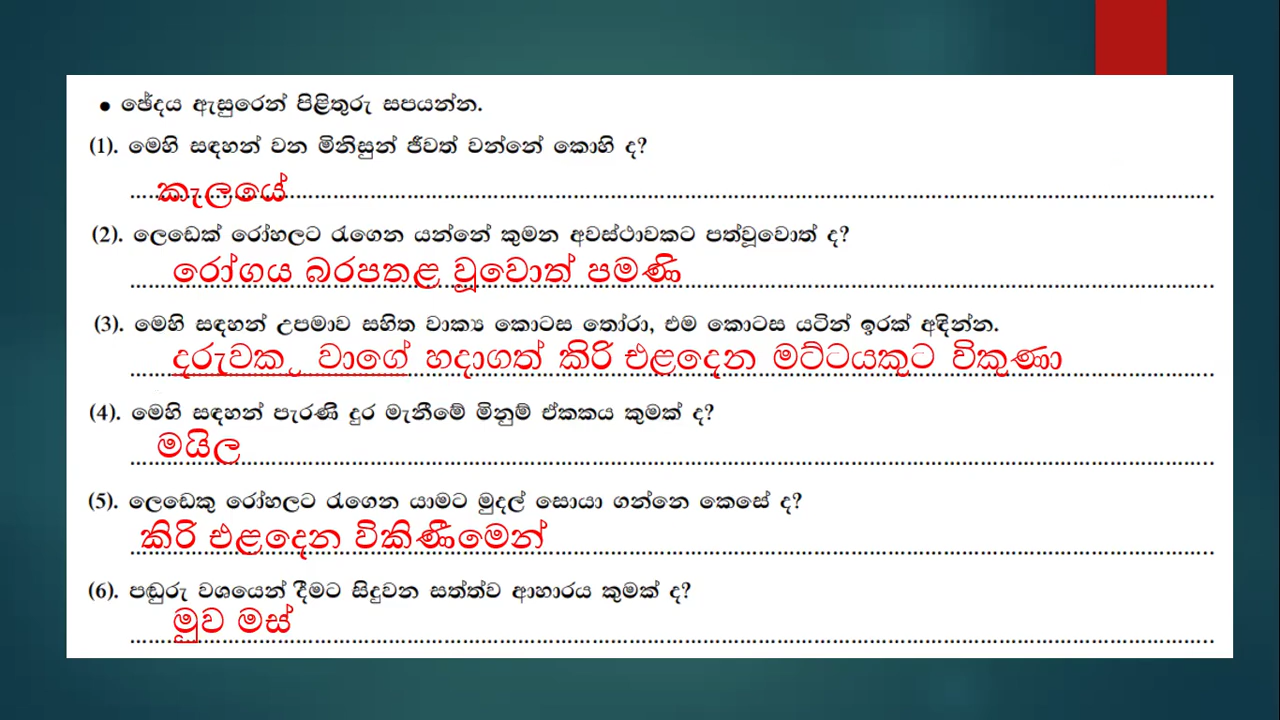 • ඡේදය ඇසුරෙන් පිළිතුරු සපයන්න.
(1). මෙහි සඳහන් වන මිනිසුන් ජීවත් වන්නේ කොහි ද?
කැලයේ
(2). ලෙඩෙක් රෝහලට රැගෙන යන්නේ කුමන අවස්ථාවකට පත්වූවොත් ද?
රෝගය බරපතළ වූවොත් පමණි
(3). මෙහි සඳහන් උපමාව සහිත වාක්‍ය කොටස තෝරා, එම කොටස යටින් ඉරක් අඳින්න.
දරුවකු වාගේ හදාගත් කිරි එළදෙන මට්ටයකුට විකුණා
(4). මෙහි සඳහන් පැරණි දුර මැනීමේ මිනුම් ඒකකය කුමක් ද?
මයිල
(5). ලෙඩෙකු රෝහලට රැගෙන යාමට මුදල් සොයා ගන්නෙ කෙසේ ද?
කිරි එළදෙන විකිණීමෙන්
(6). පඬුරු වශයෙන් දීමට සිදුවන සත්ත්ව ආහාරය කුමක් ද?
මුව මස්